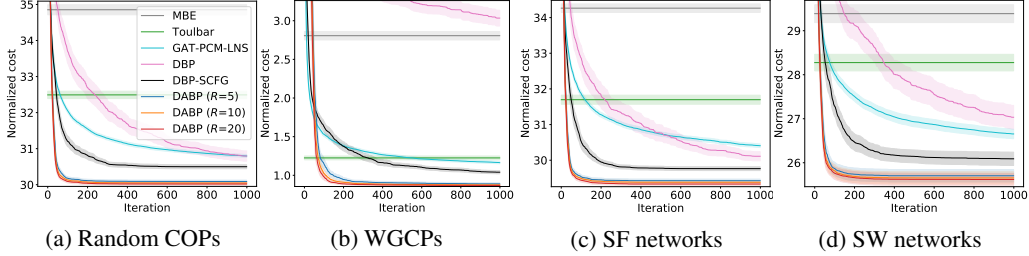 35
34
33
32
31
30
Normalized cost
0 200 400 600 800 1000
Iteration
MBE
Toulbar
GAT-PCM-LNS
DBP
DBP-SCFG
DABP (R=5)
DABP (R=10)
DABP (R=20)
(a) Random COPs
3.0
2.5
2.0
1.5
1.0
Normalized cost
0 200 400 600 800 1000
Iteration
(b) WGCPs
34
33
32
31
30
Normalized cost
0 200 400 600 800 1000
Iteration
(c) SF networks
29
28
27
26
Normalized cost
0 200 400 600 800 1000
Iteration
(d) SW networks